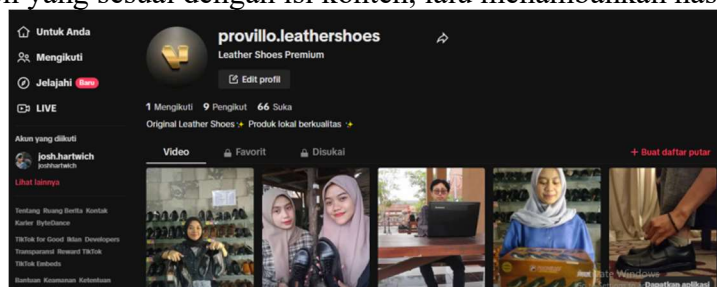 yang sesuai dengan isi konten, lalu menambahkan
Untuk Anda
Mengikuti
Jelajahi Baru
LIVE
Akun yang diikuti
josh.hartwich
joshhartwich
Lihat lainnya
Tentang Ruang Berita Kontak
Karier ByteDance
TikTok for Good Iklan Developers
Transparansi Reward TikTok
TikTok Embeds
Bantuan Keamanan Ketentuan
provillo.leathershoes
Leather Shoes Premium
Edit profil
1 Mengikuti 9 Pengikut 66 Suka
Original Leather Shoes ✨ Produk lokal berkualitas ✨
Video Favorit Disukai
+ Buat daftar putar
Windows
Dapatkan aplikasi